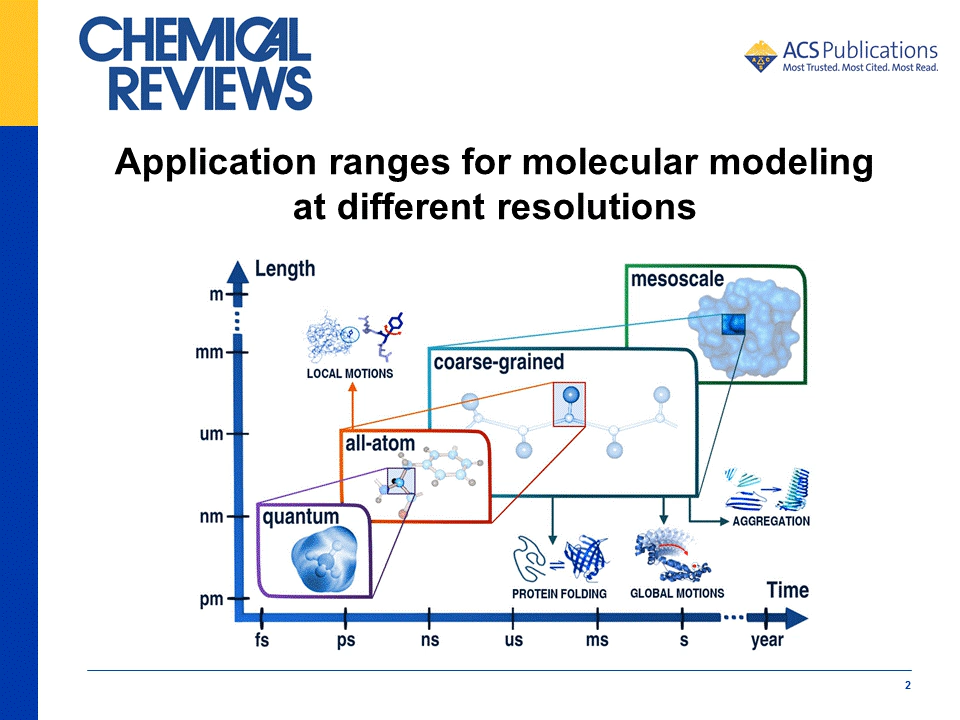 CHEMICAL
REVIEWS
ACS Publications
Most Trusted. Most Cited. Most Read.
Application ranges for molecular modeling
at different resolutions
Length
m
mm
um
nm
pm
LOCAL MOTIONS
mesoscale
coarse-grained
all-atom
quantum
AGGREGATION
PROTEIN FOLDING
GLOBAL MOTIONS
Time
fs
ps
ns
us
ms
s
year
2